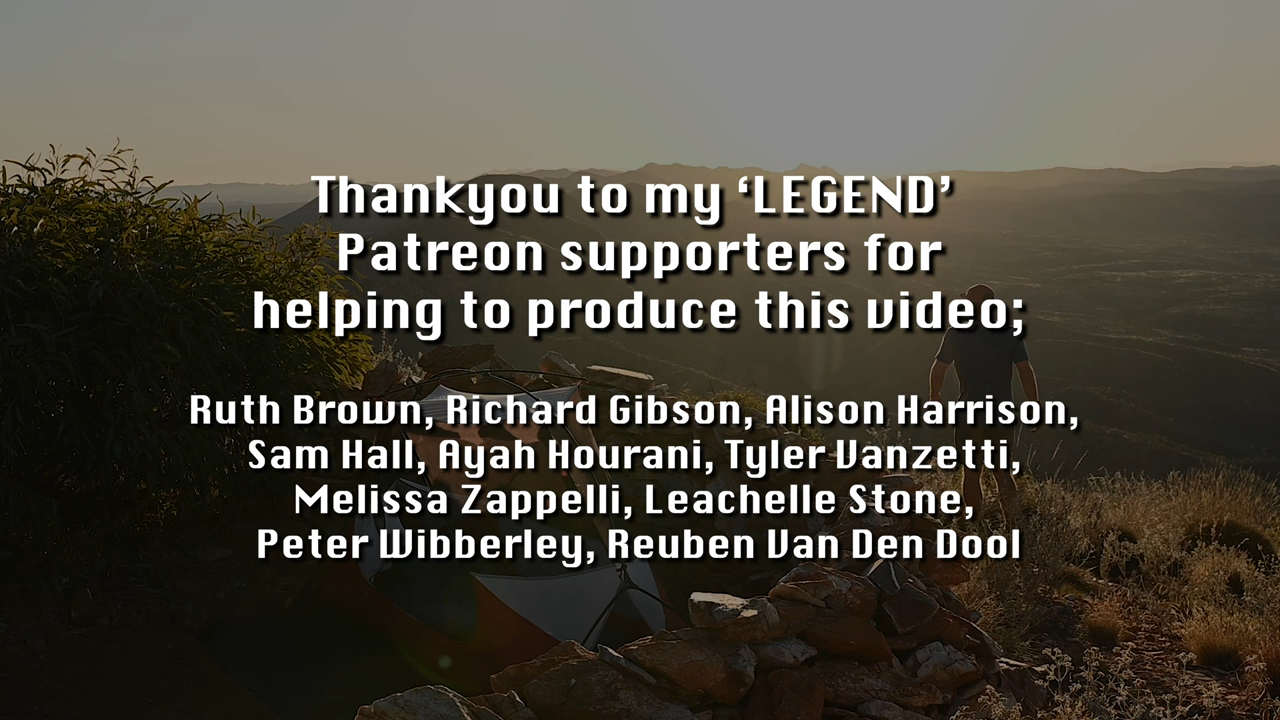 Thankyou to my ‘LEGEND’
Patreon supporters for
helping to produce this video;
Ruth Brown, Richard Gibson, Alison Harrison,
Sam Hall, Ayah Hourani, Tyler Vanzetti,
Melissa Zappelli, Leachelle Stone,
Peter Wibberley, Reuben Van Den Dool